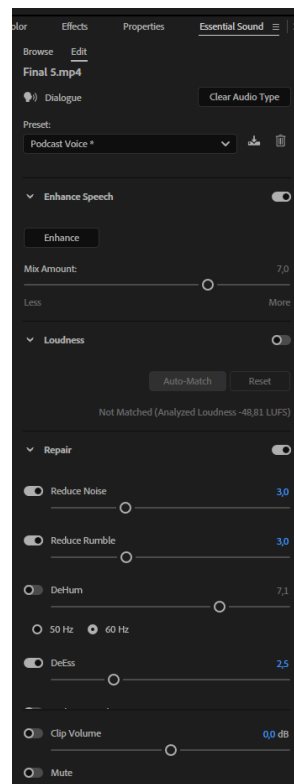 olor Effects Properties Essential Sound
Browse Edit
Final 5.mp4
Dialogue Clear Audio Type
Preset:
Podcast Voice *
Enhance Speech
Enhance
Mix Amount: 7,0
Less More
Loudness
Auto-Match Reset
Not Matched (Analyzed Loudness -48,81 LUFS)
Repair
Reduce Noise 3,0
Reduce Rumble 3,0
DeHum 7,1
50 Hz 60 Hz
DeEss 2,5
Clip Volume 0,0 dB
Mute